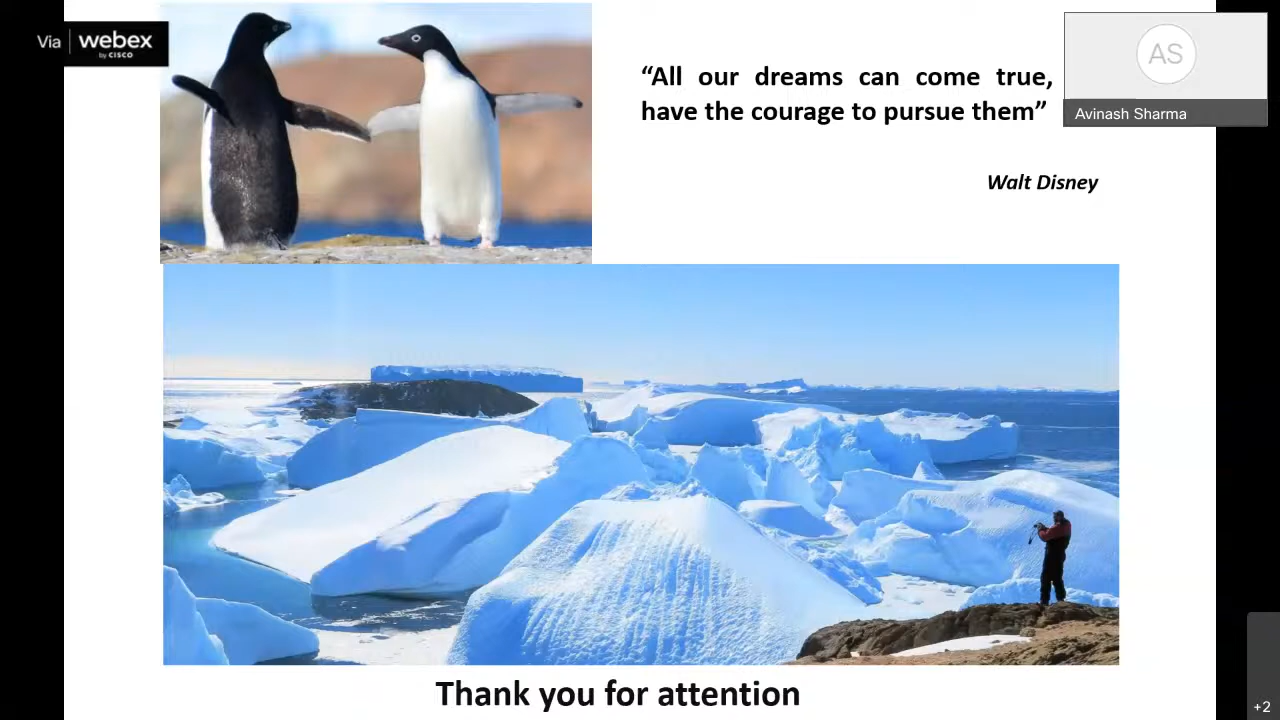 Via webex
by CISCO
“All our dreams can come true,
have the courage to pursue them”
Walt Disney
AS
Avinash Sharma
Thank you for attention
+2